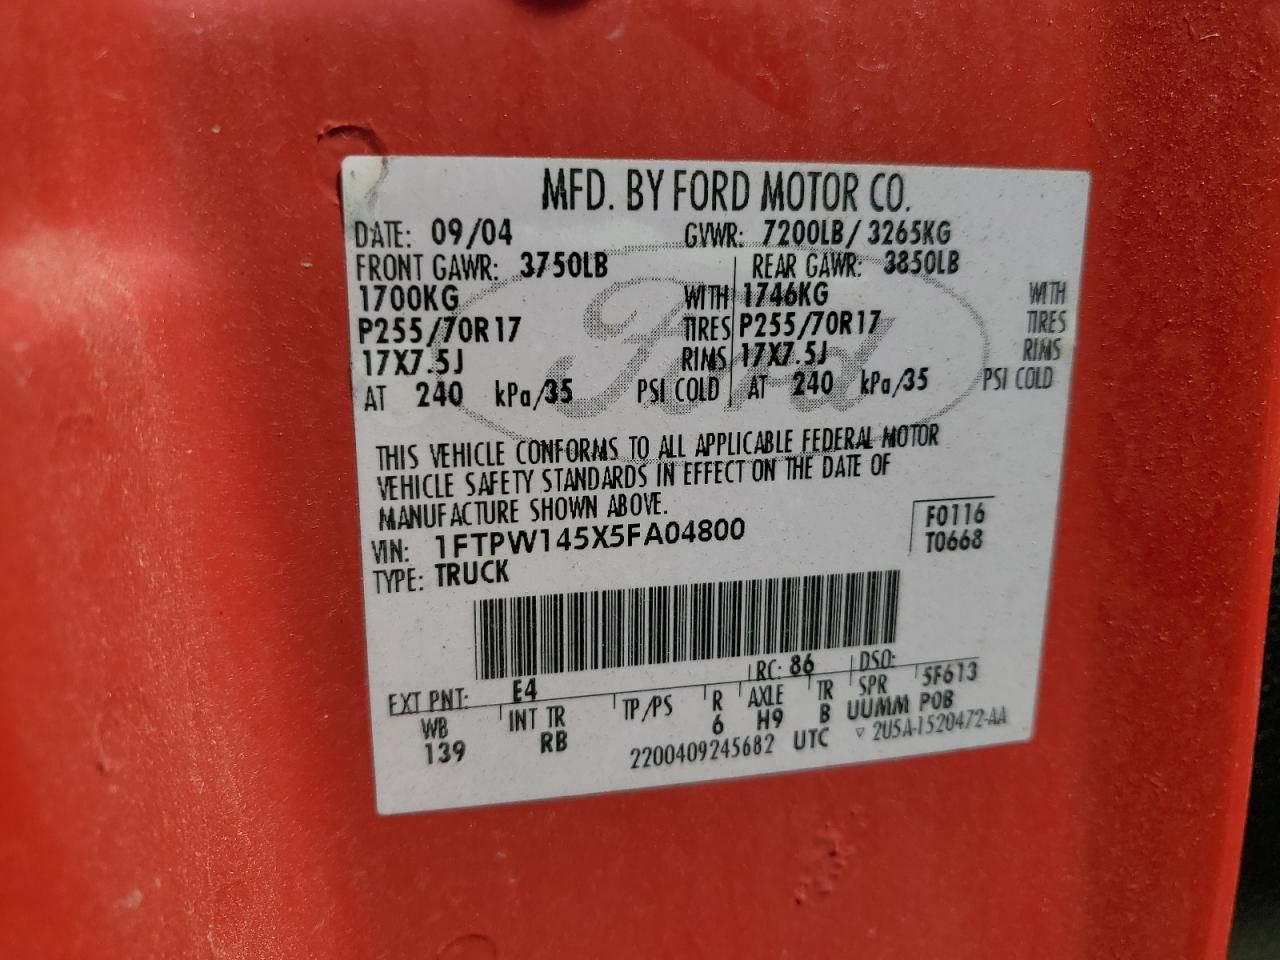 MFD. BY FORD MOTOR CO.
DATE: 09/04 GVWR: 7200LB/ 3265KG
FRONT GAWR: 3750LB REAR GAWR: 3850LB
1700KG WITH 1746KG WITH
P255/70R17 TIRES P255/70R17 TIRES
17X7.5J RIMS 17X7.5J RIMS
AT 240 kPa/35 PSI COLD AT 240 kPa/35 PSI COLD
Ford
THIS VEHICLE CONFORMS TO ALL APPLICABLE FEDERAL MOTOR
VEHICLE SAFETY STANDARDS IN EFFECT ON THE DATE OF
MANUFACTURE SHOWN ABOVE.
VIN: 1FTPW145X5FA04800 F0116
TYPE: TRUCK T0668
EXT PNT: E4 RC: 86 DSO:
WB INT TR TP/PS R AXLE TR SPR 5F613
139 RB 6 H9 B UUMM POB
2200409245682 UTC ▽ 2U5A-1520472-AA